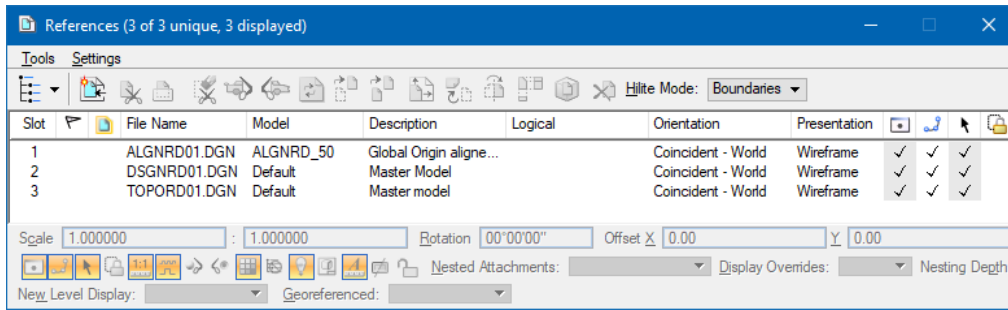 References (3 of 3 unique, 3 displayed)
Tools Settings
Hilite Mode: Boundaries
Slot File Name Model Description Logical Orientation Presentation
1 ALGNRD01.DGN ALGNRD_50 Global Origin aligne... Coincident - World Wireframe
2 DSGNRD01.DGN Default Master Model Coincident - World Wireframe
3 TOPORD01.DGN Default Master model Coincident - World Wireframe
Scale 1.000000 : 1.000000 Rotation 00°00'00" Offset X 0.00 Y 0.00
1:1 Nested Attachments: Display Overrides: Nesting Depth
New Level Display: Georeferenced: